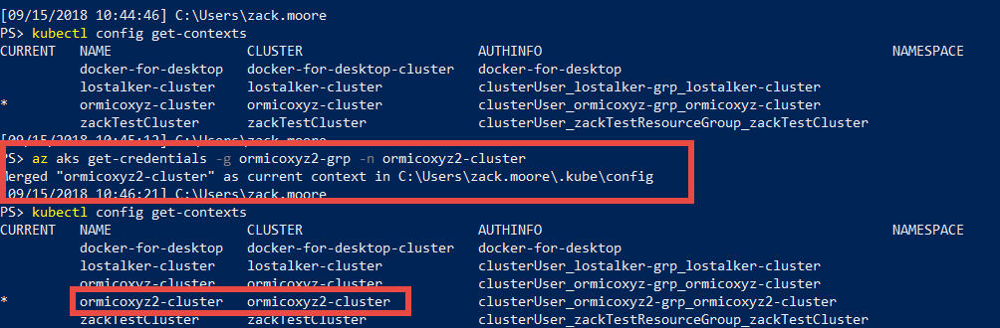 [09/15/2018 10:44:46] C:\Users\zack.moore
PS> kubectl config get-contexts
CURRENT   NAME                 CLUSTER                      AUTHINFO                                                  NAMESPACE
          docker-for-desktop   docker-for-desktop-cluster   docker-for-desktop
          lostalker-cluster    lostalker-cluster            clusterUser_lostalker-grp_lostalker-cluster
*         ormicoxyz-cluster    ormicoxyz-cluster            clusterUser_ormicoxyz-grp_ormicoxyz-cluster
          zackTestCluster      zackTestCluster              clusterUser_zackTestResourceGroup_zackTestCluster
[09/15/2018 10:45:12] C:\Users\zack.moore
PS> az aks get-credentials -g ormicoxyz2-grp -n ormicoxyz2-cluster
Merged "ormicoxyz2-cluster" as current context in C:\Users\zack.moore\.kube\config
[09/15/2018 10:46:21] C:\Users\zack.moore
PS> kubectl config get-contexts
CURRENT   NAME                 CLUSTER                      AUTHINFO                                                  NAMESPACE
          docker-for-desktop   docker-for-desktop-cluster   docker-for-desktop
          lostalker-cluster    lostalker-cluster            clusterUser_lostalker-grp_lostalker-cluster
          ormicoxyz-cluster    ormicoxyz-cluster            clusterUser_ormicoxyz-grp_ormicoxyz-cluster
*         ormicoxyz2-cluster   ormicoxyz2-cluster           clusterUser_ormicoxyz2-grp_ormicoxyz2-cluster
          zackTestCluster      zackTestCluster              clusterUser_zackTestResourceGroup_zackTestCluster